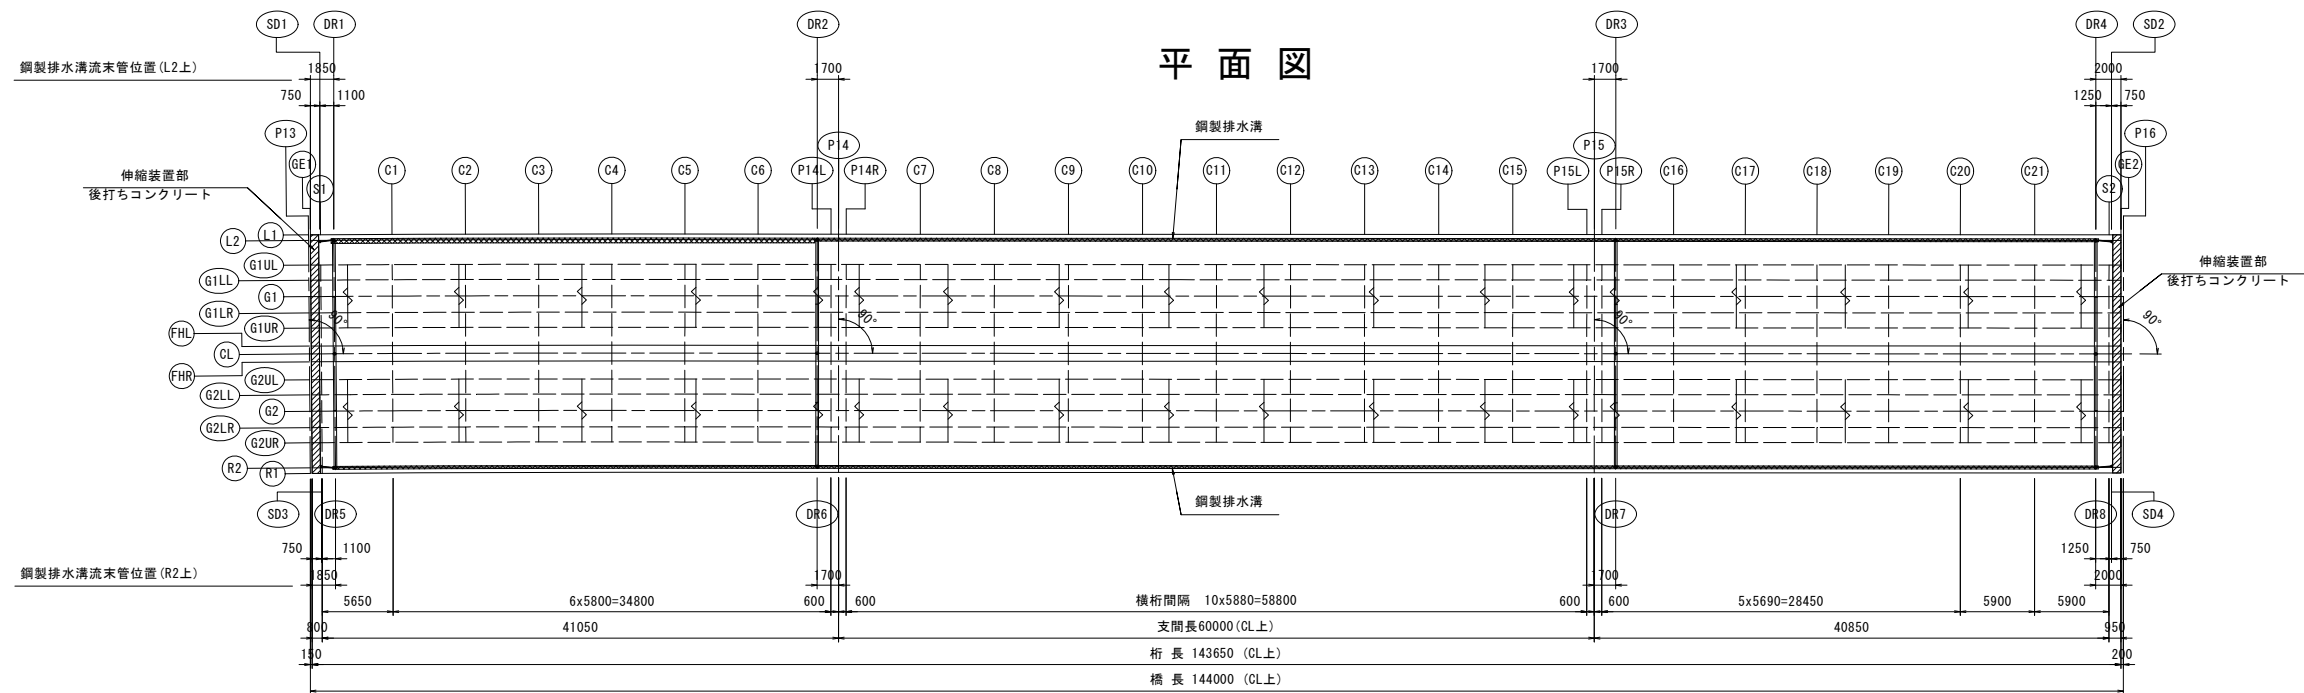 SD1 DR1 DR2 DR3 DR4 SD2
平 面 図
鋼製排水溝流末管位置(L2上)
1850 1700 1700 2000
750 1100 1250 750
鋼製排水溝
P13 P14 P15 P16
GE1 GE2
C1 C2 C3 C4 C5 C6 P14L P14R C7 C8 C9 C10 C11 C12 C13 C14 C15 P15L P15R C16 C17 C18 C19 C20 C21
S1 S2
伸縮装置部
後打ちコンクリート
L1
L2
G1UL
G1LL
G1
G1LR
G1UR
FHL
CL
FHR
G2UL
G2LL
G2
G2LR
G2UR
R2
R1
90° 90° 90° 90°
伸縮装置部
後打ちコンクリート
鋼製排水溝
SD3 DR5 DR6 DR7 DR8 SD4
750 1100 1250 750
鋼製排水溝流末管位置(R2上)
1850 1700 1700 2000
5650 6x5800=34800 600 600 横桁間隔 10x5880=58800 600 600 5x5690=28450 5900 5900
800 41050 支間長60000(CL上) 40850 950
150 桁 長 143650 (CL上) 200
橋 長 144000 (CL上)